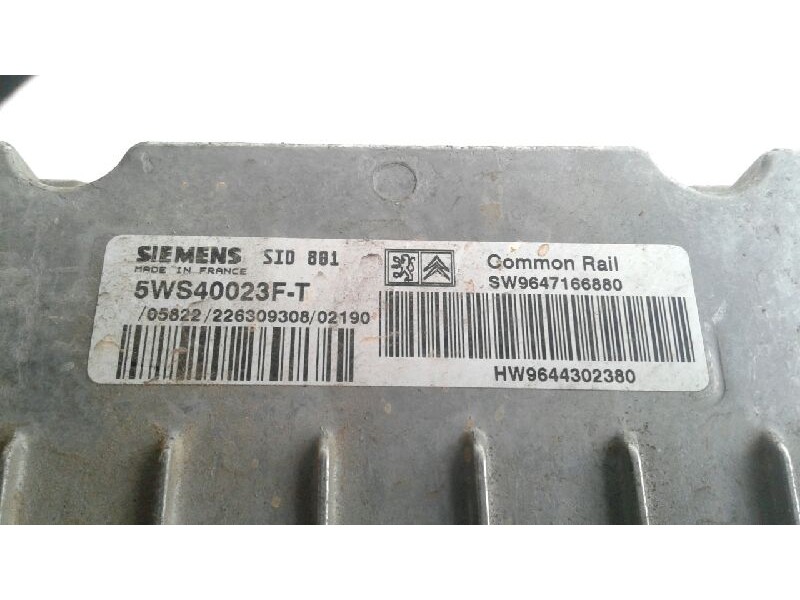 SIEMENS SID 801
MADE IN FRANCE
5WS40023F-T
/05822/226309308/02190
Common Rail
SW9647166880
HW9644302380